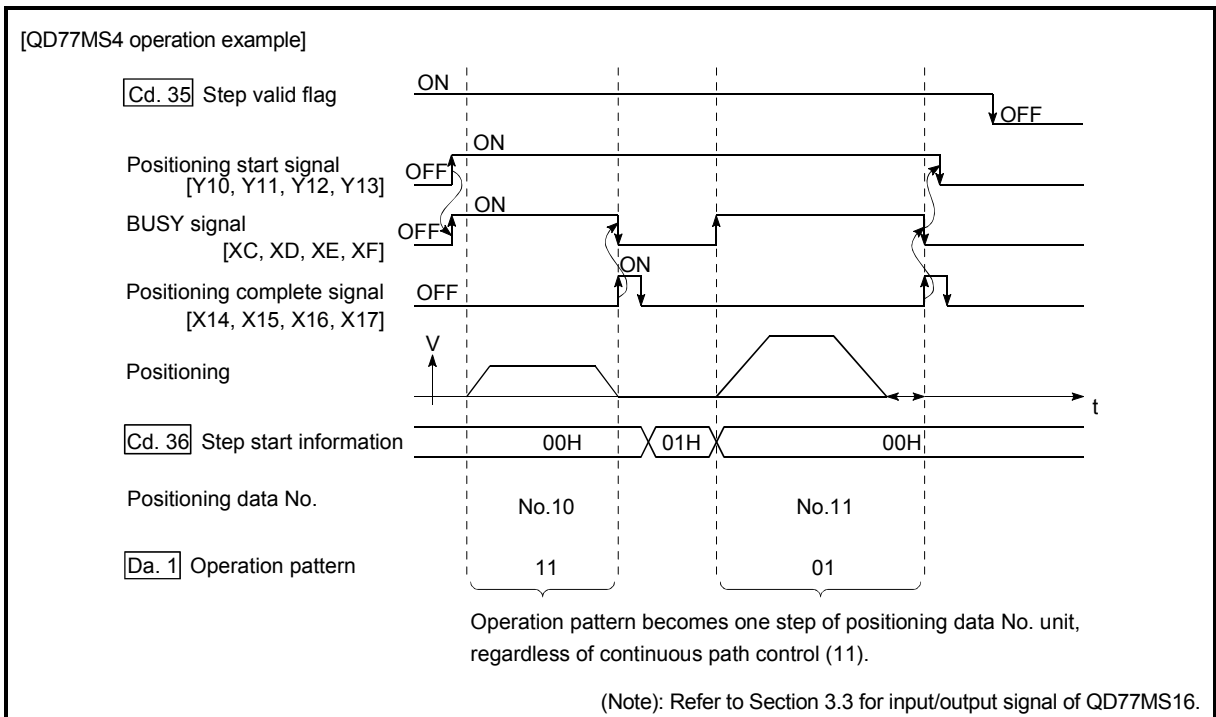 [QD77MS4 operation example]
Cd. 35 Step valid flag
ON
OFF
Positioning start signal
[Y10, Y11, Y12, Y13]
OFF
ON
BUSY signal
[XC, XD, XE, XF]
OFF
ON
Positioning complete signal
[X14, X15, X16, X17]
OFF
ON
Positioning
V
t
Cd. 36 Step start information
00H
01H
00H
Positioning data No.
No.10
No.11
Da. 1 Operation pattern
11
01
Operation pattern becomes one step of positioning data No. unit,
regardless of continuous path control (11).
(Note): Refer to Section 3.3 for input/output signal of QD77MS16.